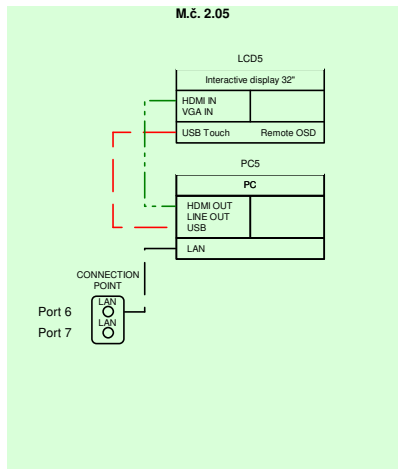 M.č. 2.05
LCD5
Interactive display 32"
HDMI IN
VGA IN
USB Touch Remote OSD
PC5
PC
HDMI OUT
LINE OUT
USB
LAN
CONNECTION
POINT
LAN
Port 6
LAN
Port 7